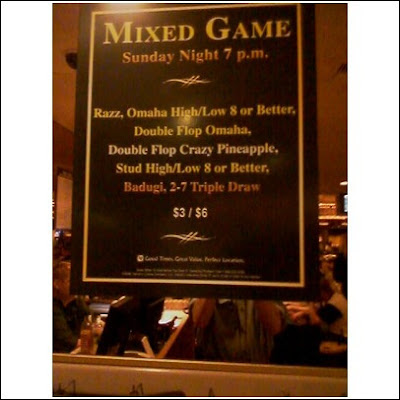 MIXED GAME
Sunday Night 7 p.m.
Razz, Omaha High/Low 8 or Better,
Double Flop Omaha,
Double Flop Crazy Pineapple,
Stud High/Low 8 or Better,
Badugi, 2-7 Triple Draw
$3 / $6
Good Times. Great Value. Perfect Location.